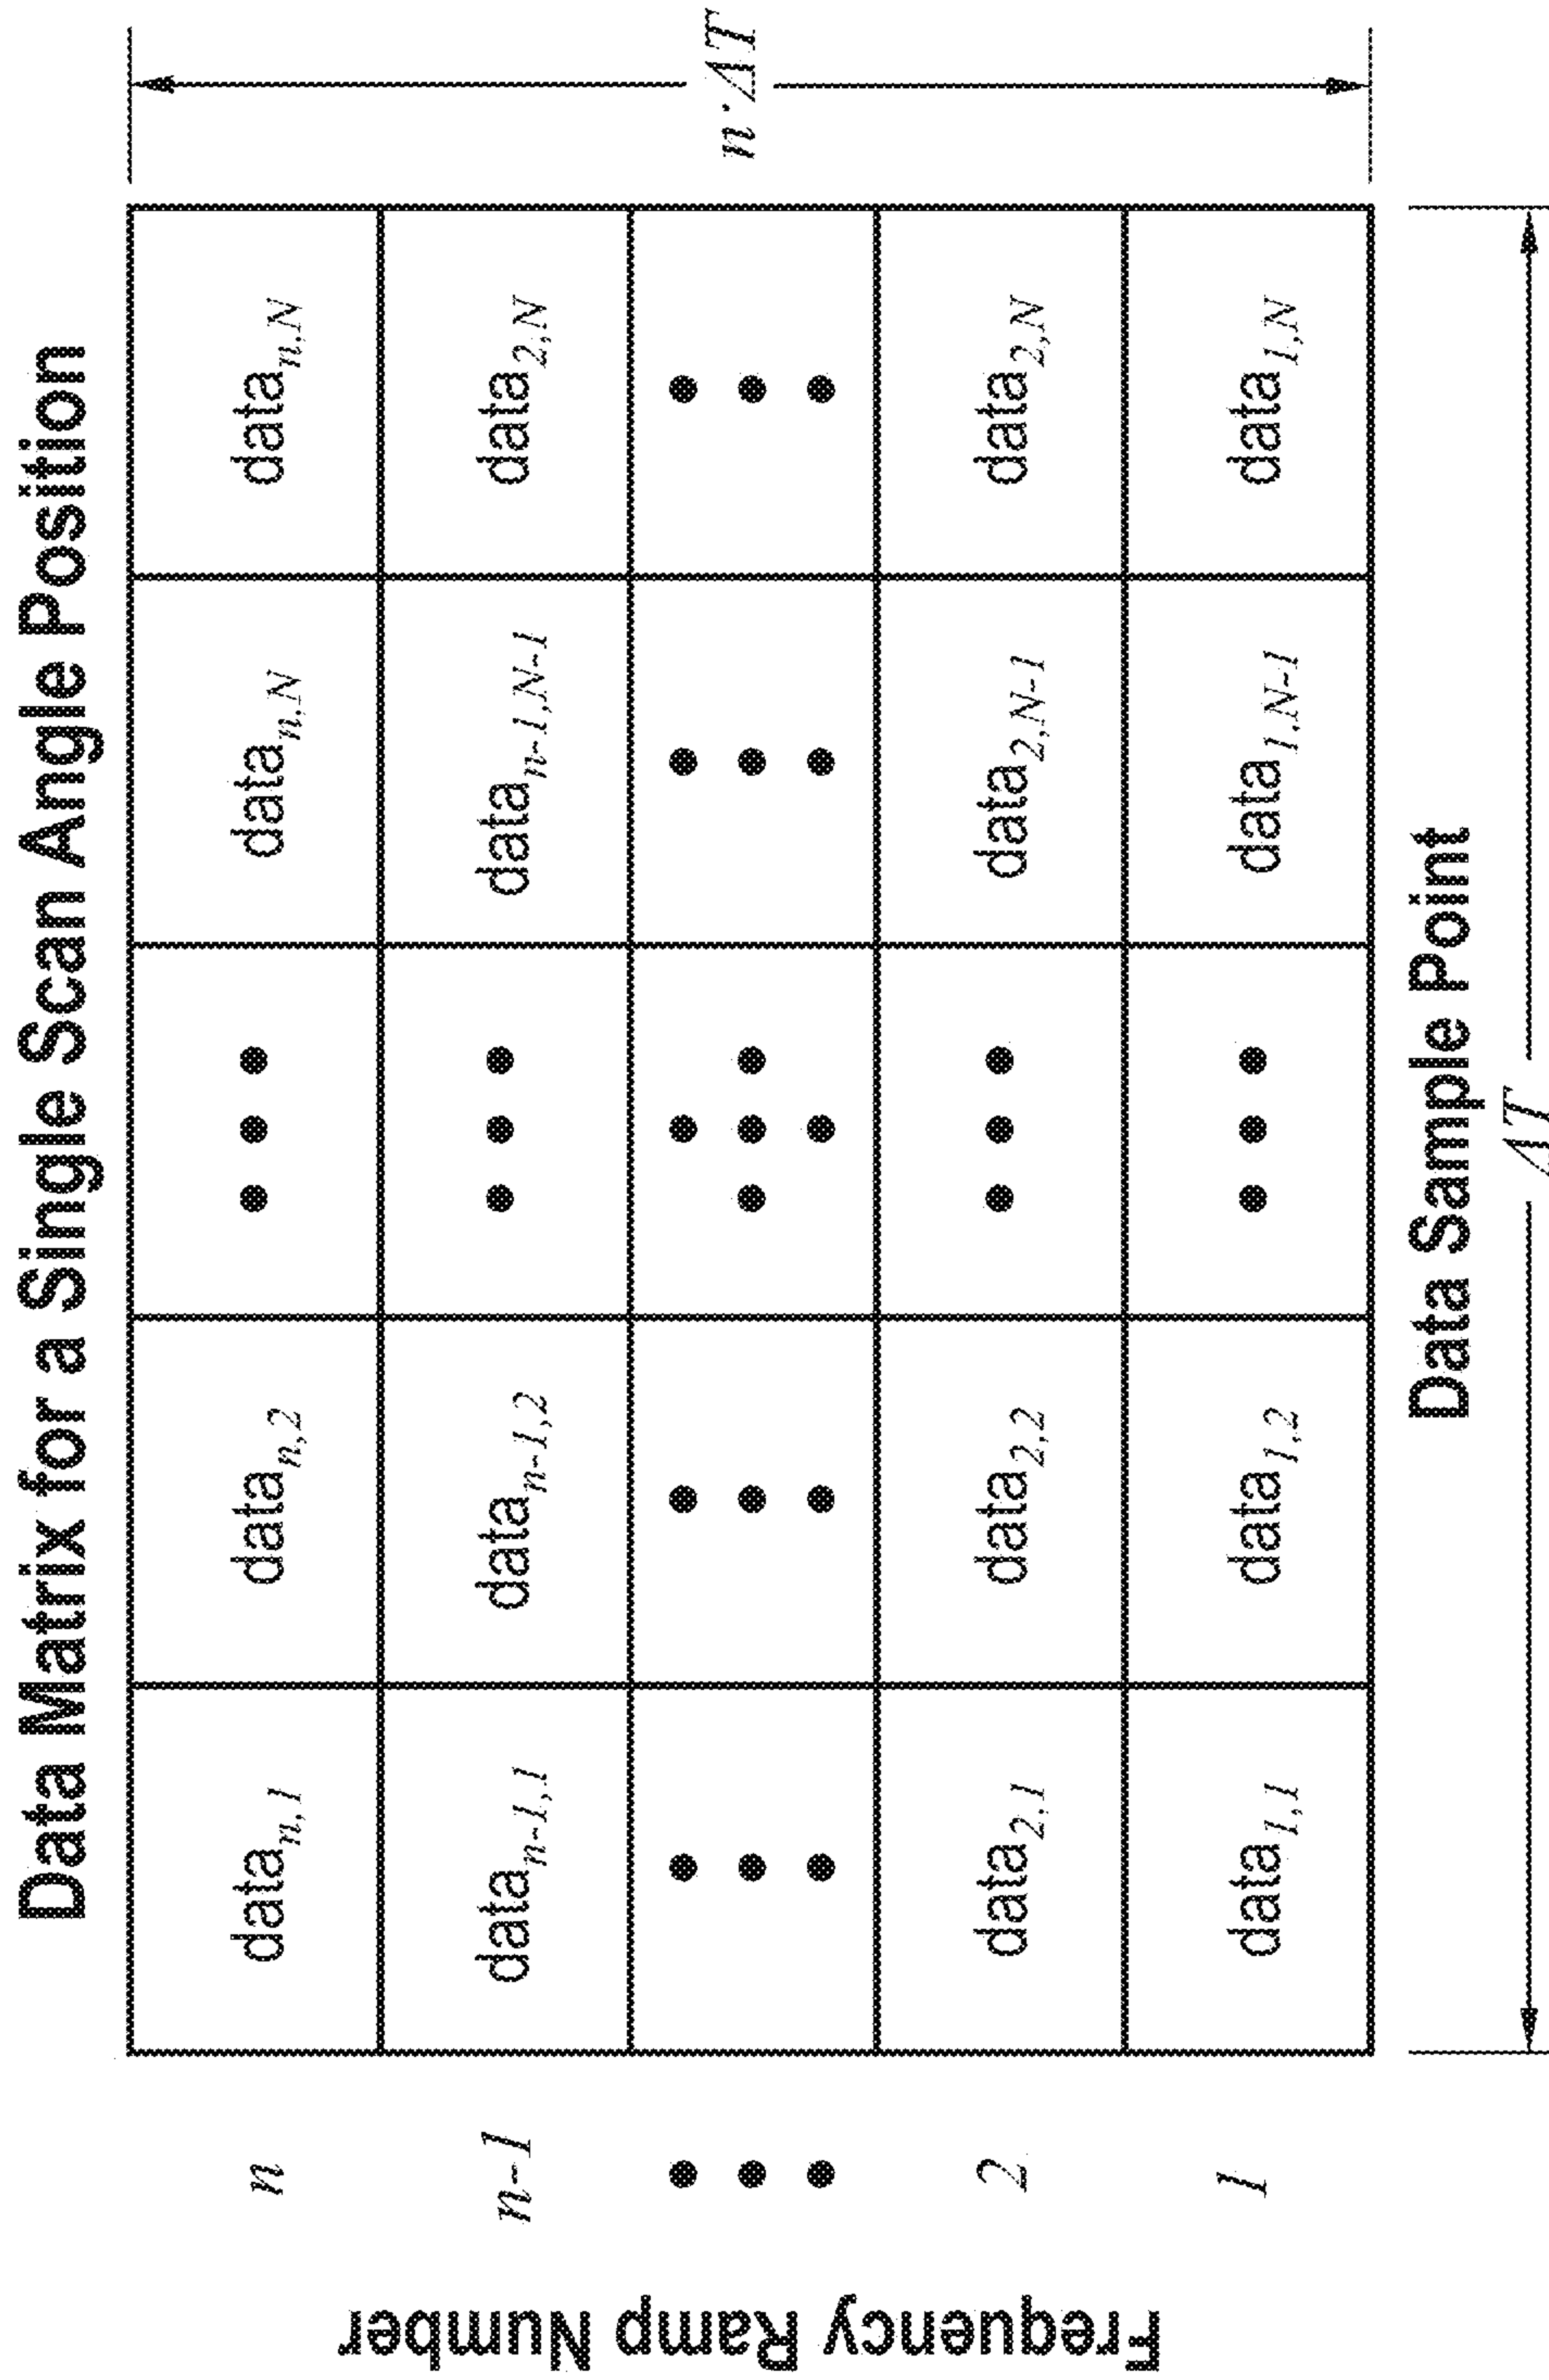 Data Matrix for a Single Scan Angle Position
Frequency Ramp Number
n data_{n,1} data_{n,2} • • • data_{n,N} data_{n,N}
n-1 data_{n-1,1} data_{n-1,2} • • • data_{n-1,N-1} data_{2,N}
2 data_{2,1} data_{2,2} • • • data_{2,N-1} data_{2,N}
1 data_{1,1} data_{1,2} • • • data_{1,N-1} data_{1,N}
n·ΔT
Data Sample Point
ΔT